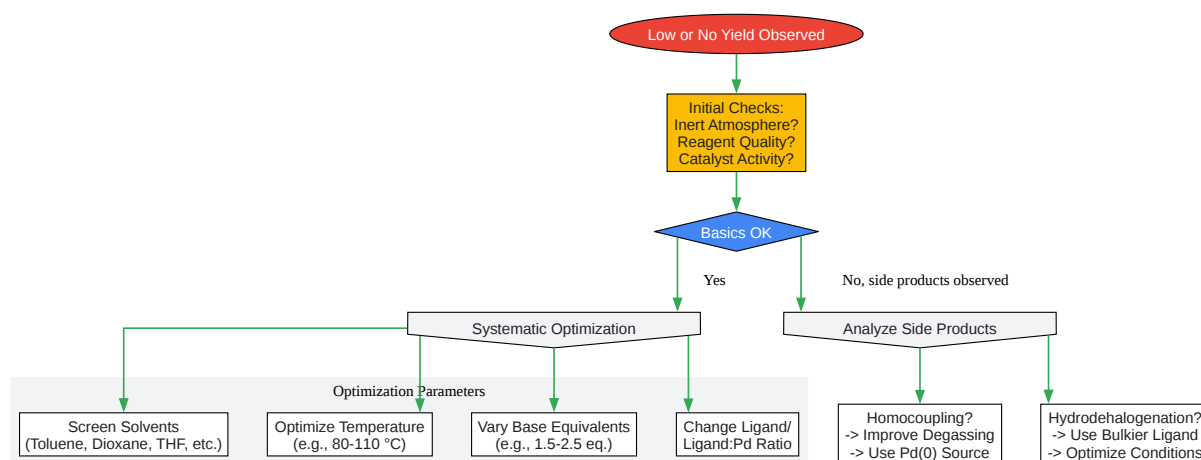 Low or No Yield Observed
Initial Checks:
Inert Atmosphere?
Reagent Quality?
Catalyst Activity?
Basics OK
Yes
No, side products observed
Systematic Optimization
Analyze Side Products
Optimization Parameters
Screen Solvents
(Toluene, Dioxane, THF, etc.)
Optimize Temperature
(e.g., 80-110 °C)
Vary Base Equivalents
(e.g., 1.5-2.5 eq.)
Change Ligand/
Ligand:Pd Ratio
Homocoupling?
-> Improve Degassing
-> Use Pd(0) Source
Hydrodehalogenation?
-> Use Bulkier Ligand
-> Optimize Conditions